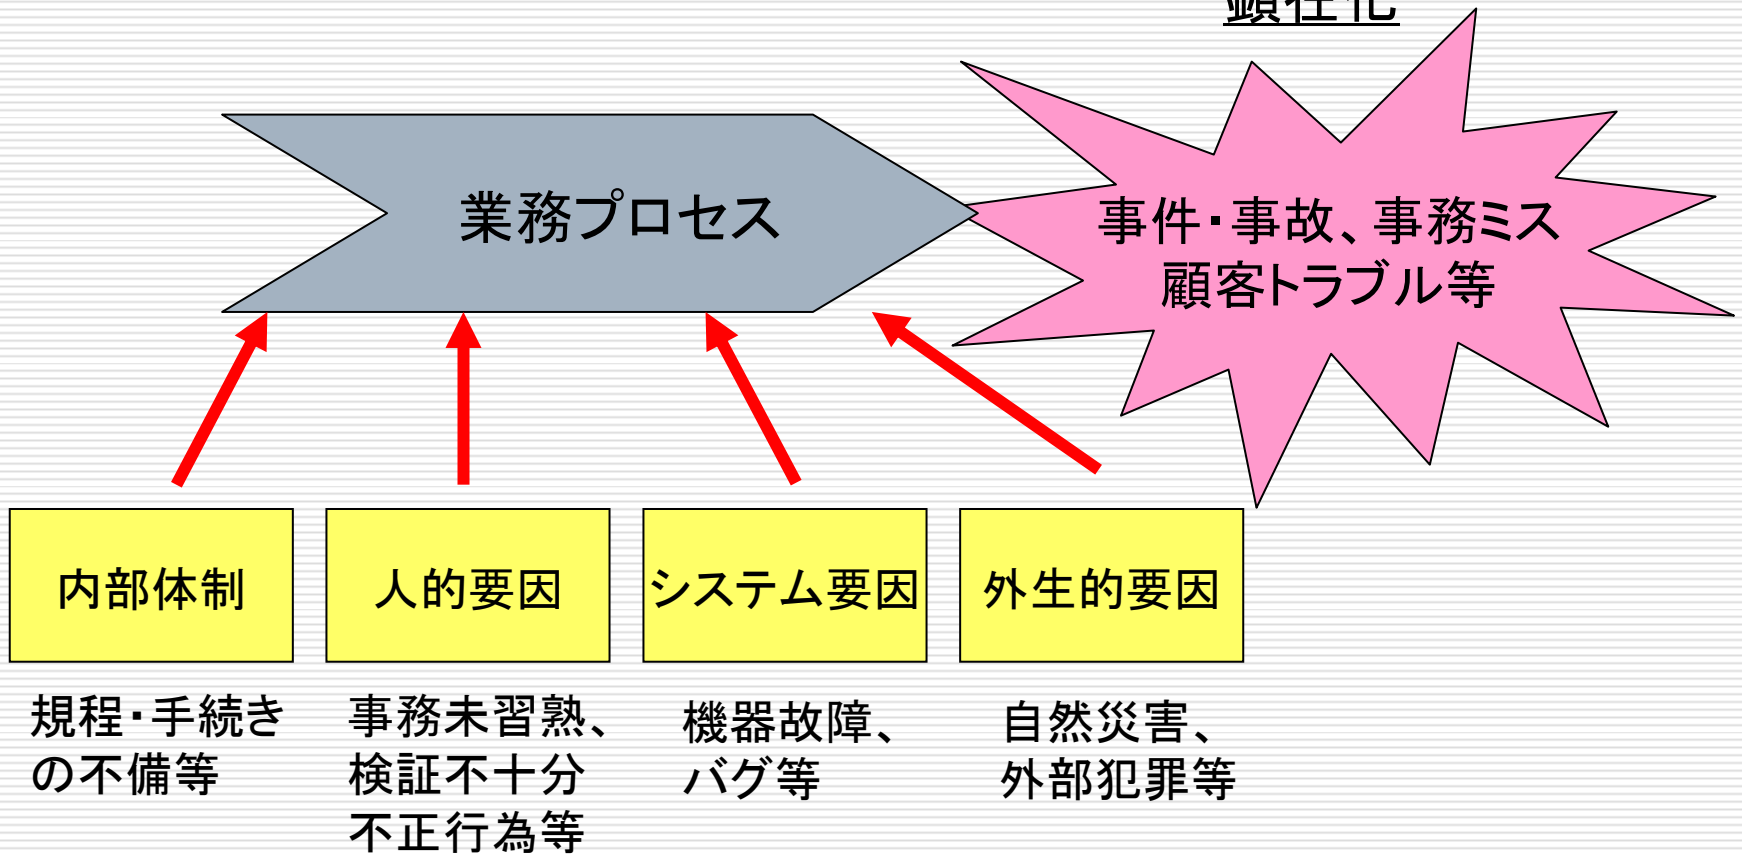 顕在化
業務プロセス
事件・事故、事務ミス
顧客トラブル等
内部体制
人的要因
システム要因
外生的要因
規程・手続き
の不備等
事務未習熟、
検証不十分
不正行為等
機器故障、
バグ等
自然災害、
外部犯罪等